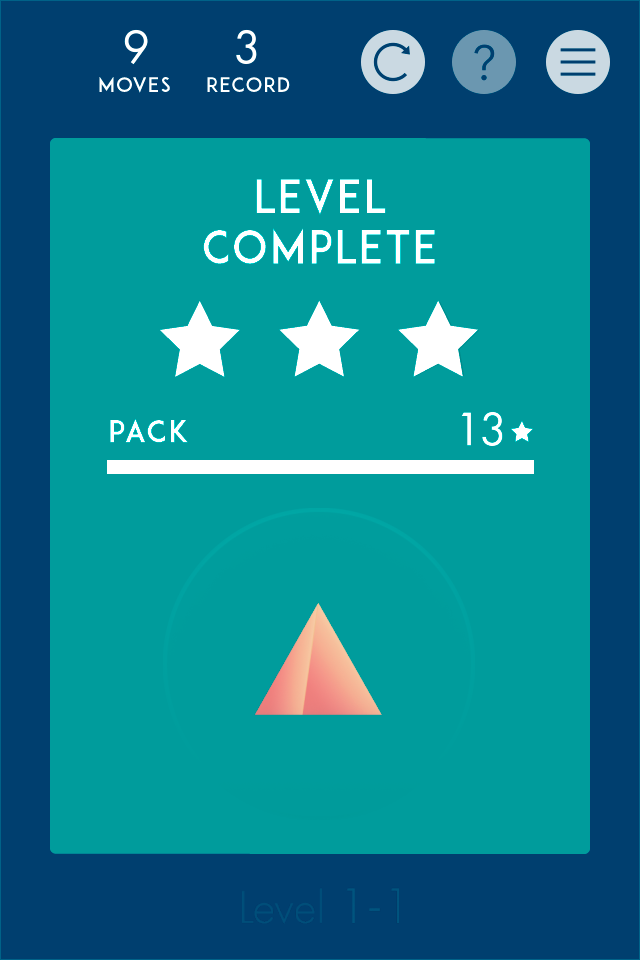 9 3
MOVES RECORD
?
LEVEL
COMPLETE
PACK 13
Level 1-1